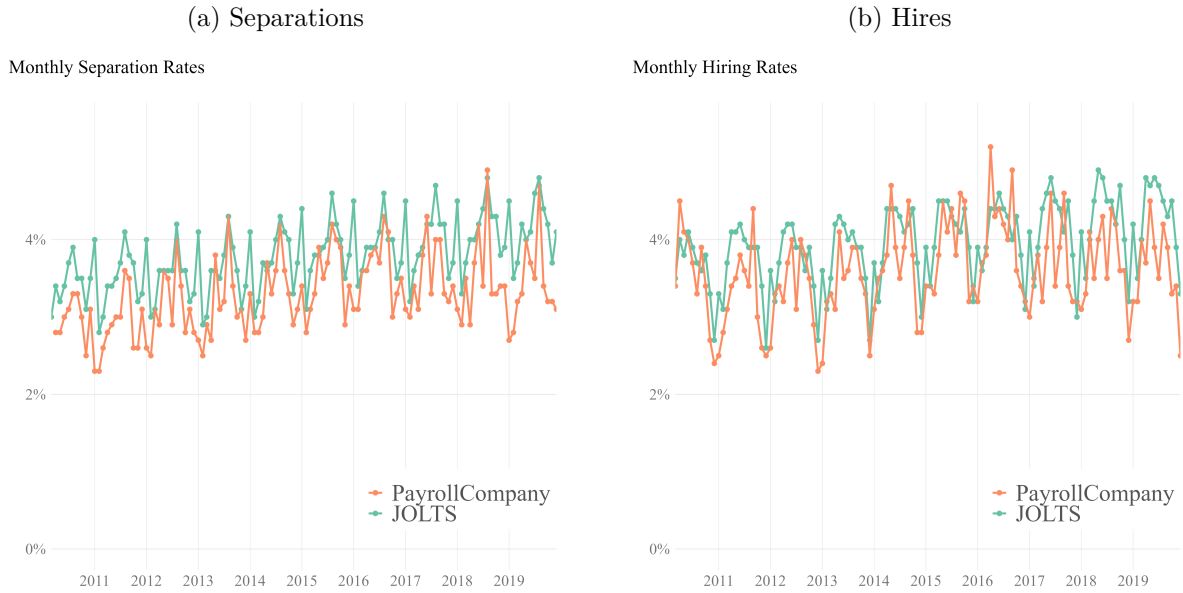 (a) Separations
Monthly Separation Rates
4%
2%
0%
PayrollCompany
JOLTS
2011 2012 2013 2014 2015 2016 2017 2018 2019
(b) Hires
Monthly Hiring Rates
4%
2%
0%
PayrollCompany
JOLTS
2011 2012 2013 2014 2015 2016 2017 2018 2019